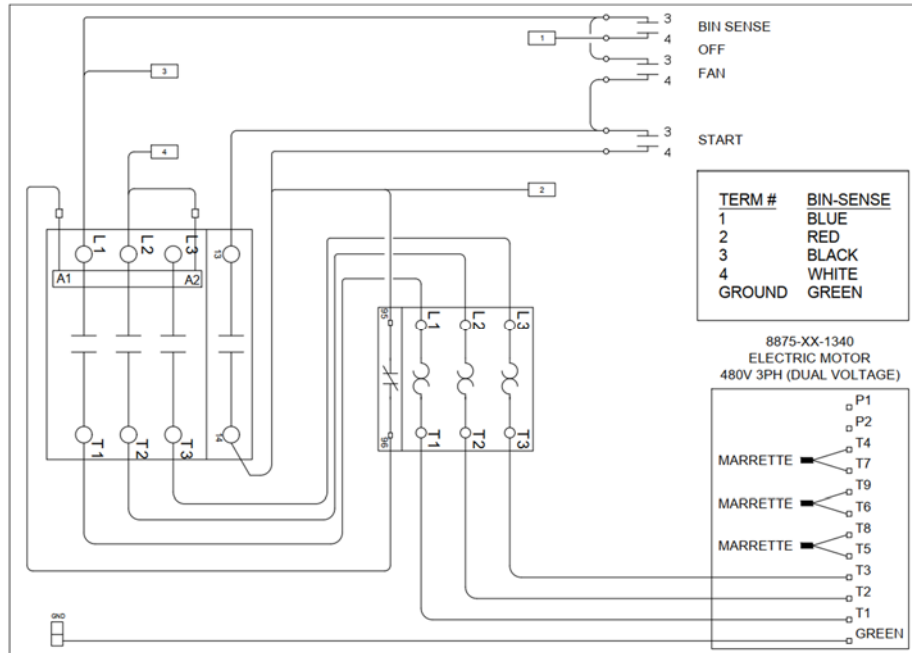 3 BIN SENSE
1 4
OFF
3
3 FAN
4
3
START
4
4
2
TERM # BIN-SENSE
1 BLUE
2 RED
3 BLACK
4 WHITE
GROUND GREEN
L1 L2 L3 13
A1 A2
95 L1 L2 L3
8875-XX-1340
ELECTRIC MOTOR
480V 3PH (DUAL VOLTAGE)
P1
P2
T1 T2 T3 14
96 T1 T2 T3
T4
MARRETTE T7
T9
MARRETTE T6
T8
MARRETTE T5
T3
T2
T1
GND GREEN